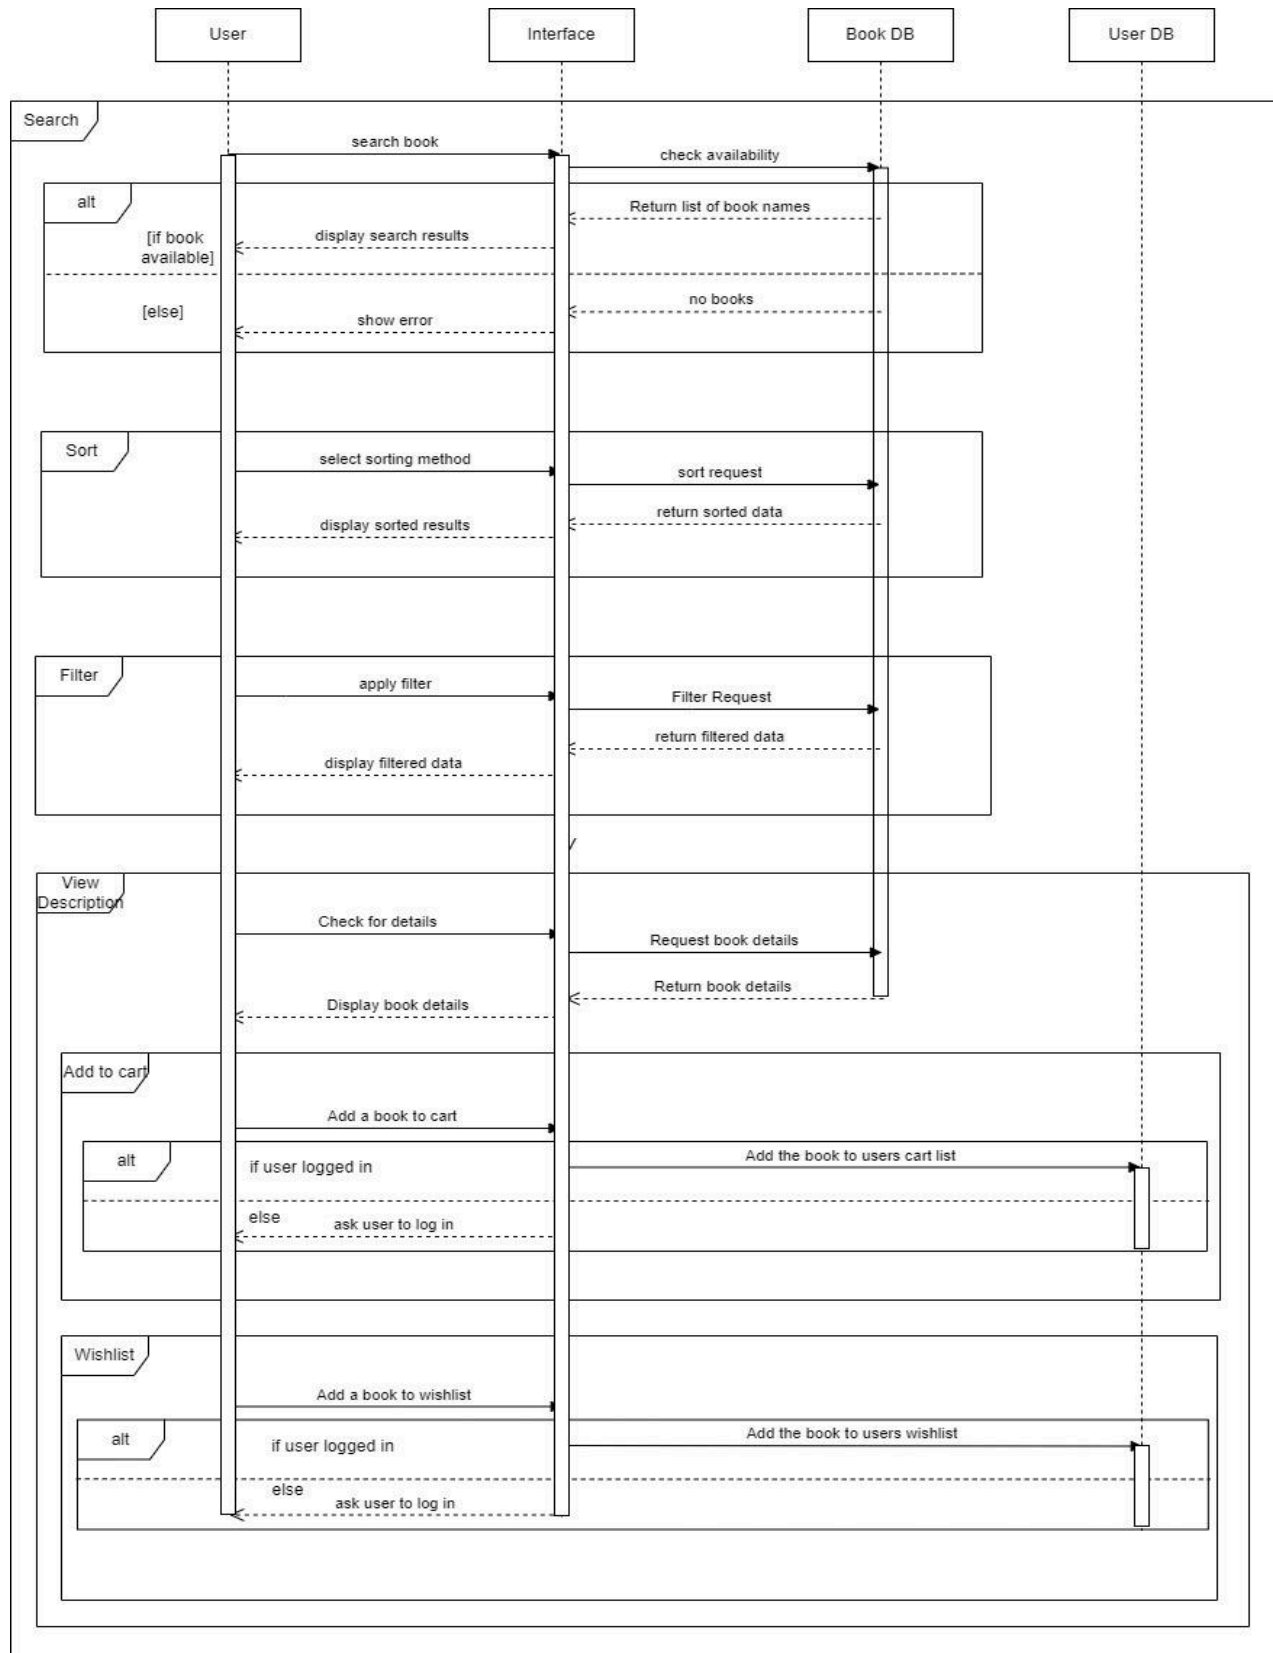 User
Interface
Book DB
User DB
Search
search book
check availability
alt
Return list of book names
[if book
available]
display search results
[else]
no books
show error
Sort
select sorting method
sort request
return sorted data
display sorted results
Filter
apply filter
Filter Request
return filtered data
display filtered data
View
Description
Check for details
Request book details
Return book details
Display book details
Add to cart
Add a book to cart
alt
if user logged in
Add the book to users cart list
else
ask user to log in
Wishlist
Add a book to wishlist
alt
if user logged in
Add the book to users wishlist
else
ask user to log in